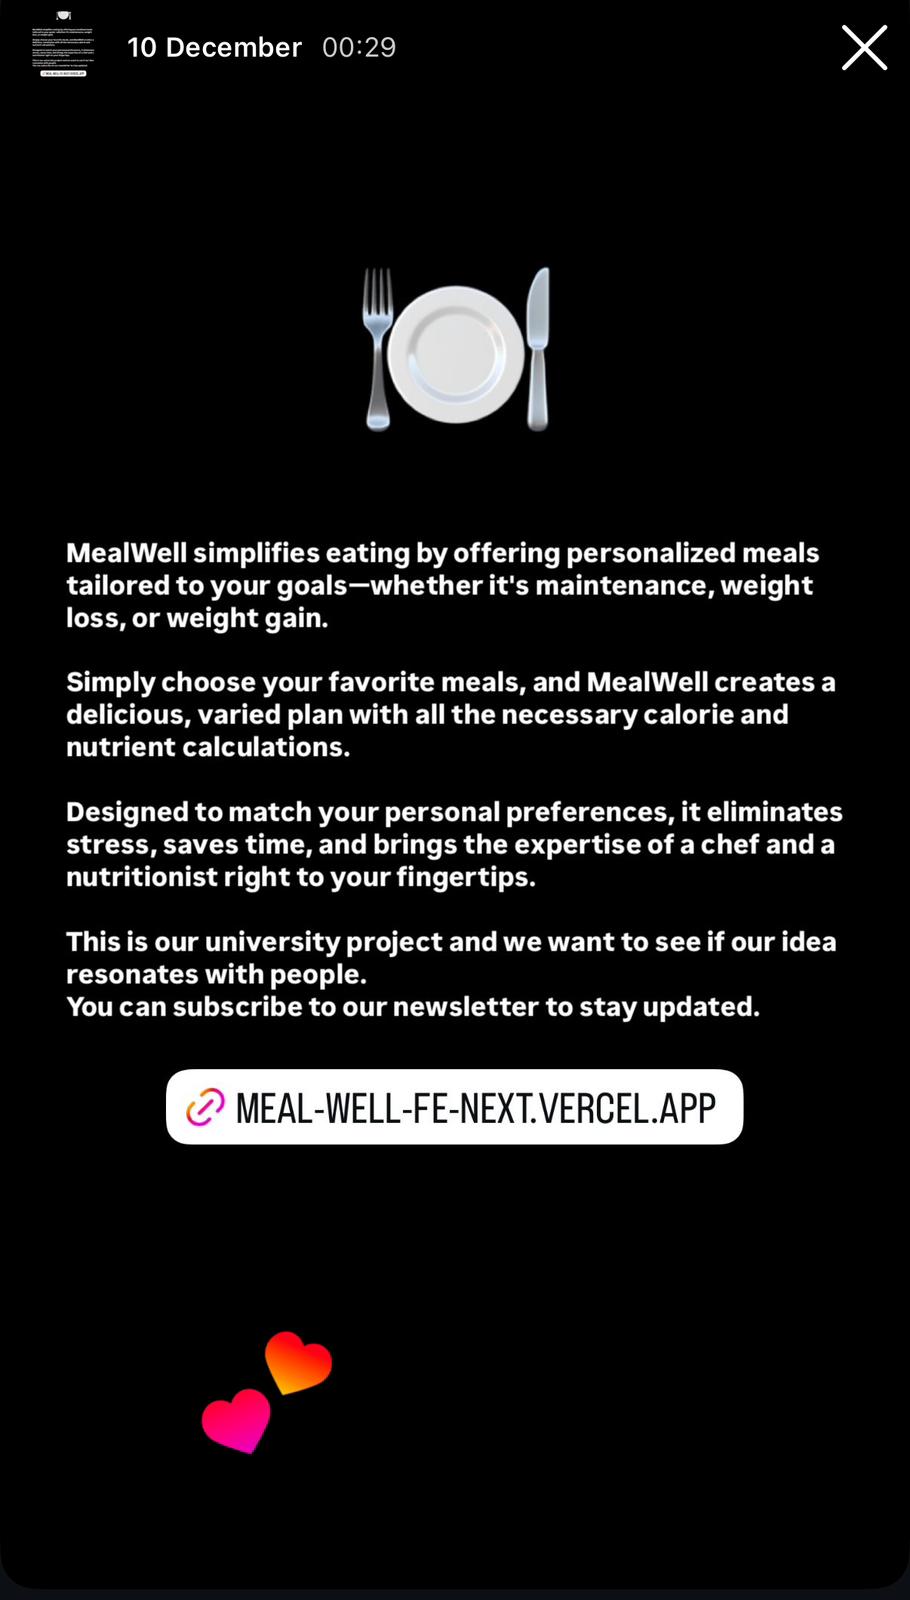 10 December 00:29
MealWell simplifies eating by offering personalized meals
tailored to your goals—whether it's maintenance, weight
loss, or weight gain.
Simply choose your favorite meals, and MealWell creates a
delicious, varied plan with all the necessary calorie and
nutrient calculations.
Designed to match your personal preferences, it eliminates
stress, saves time, and brings the expertise of a chef and a
nutritionist right to your fingertips.
This is our university project and we want to see if our idea
resonates with people.
You can subscribe to our newsletter to stay updated.
MEAL-WELL-FE-NEXT.VERCEL.APP